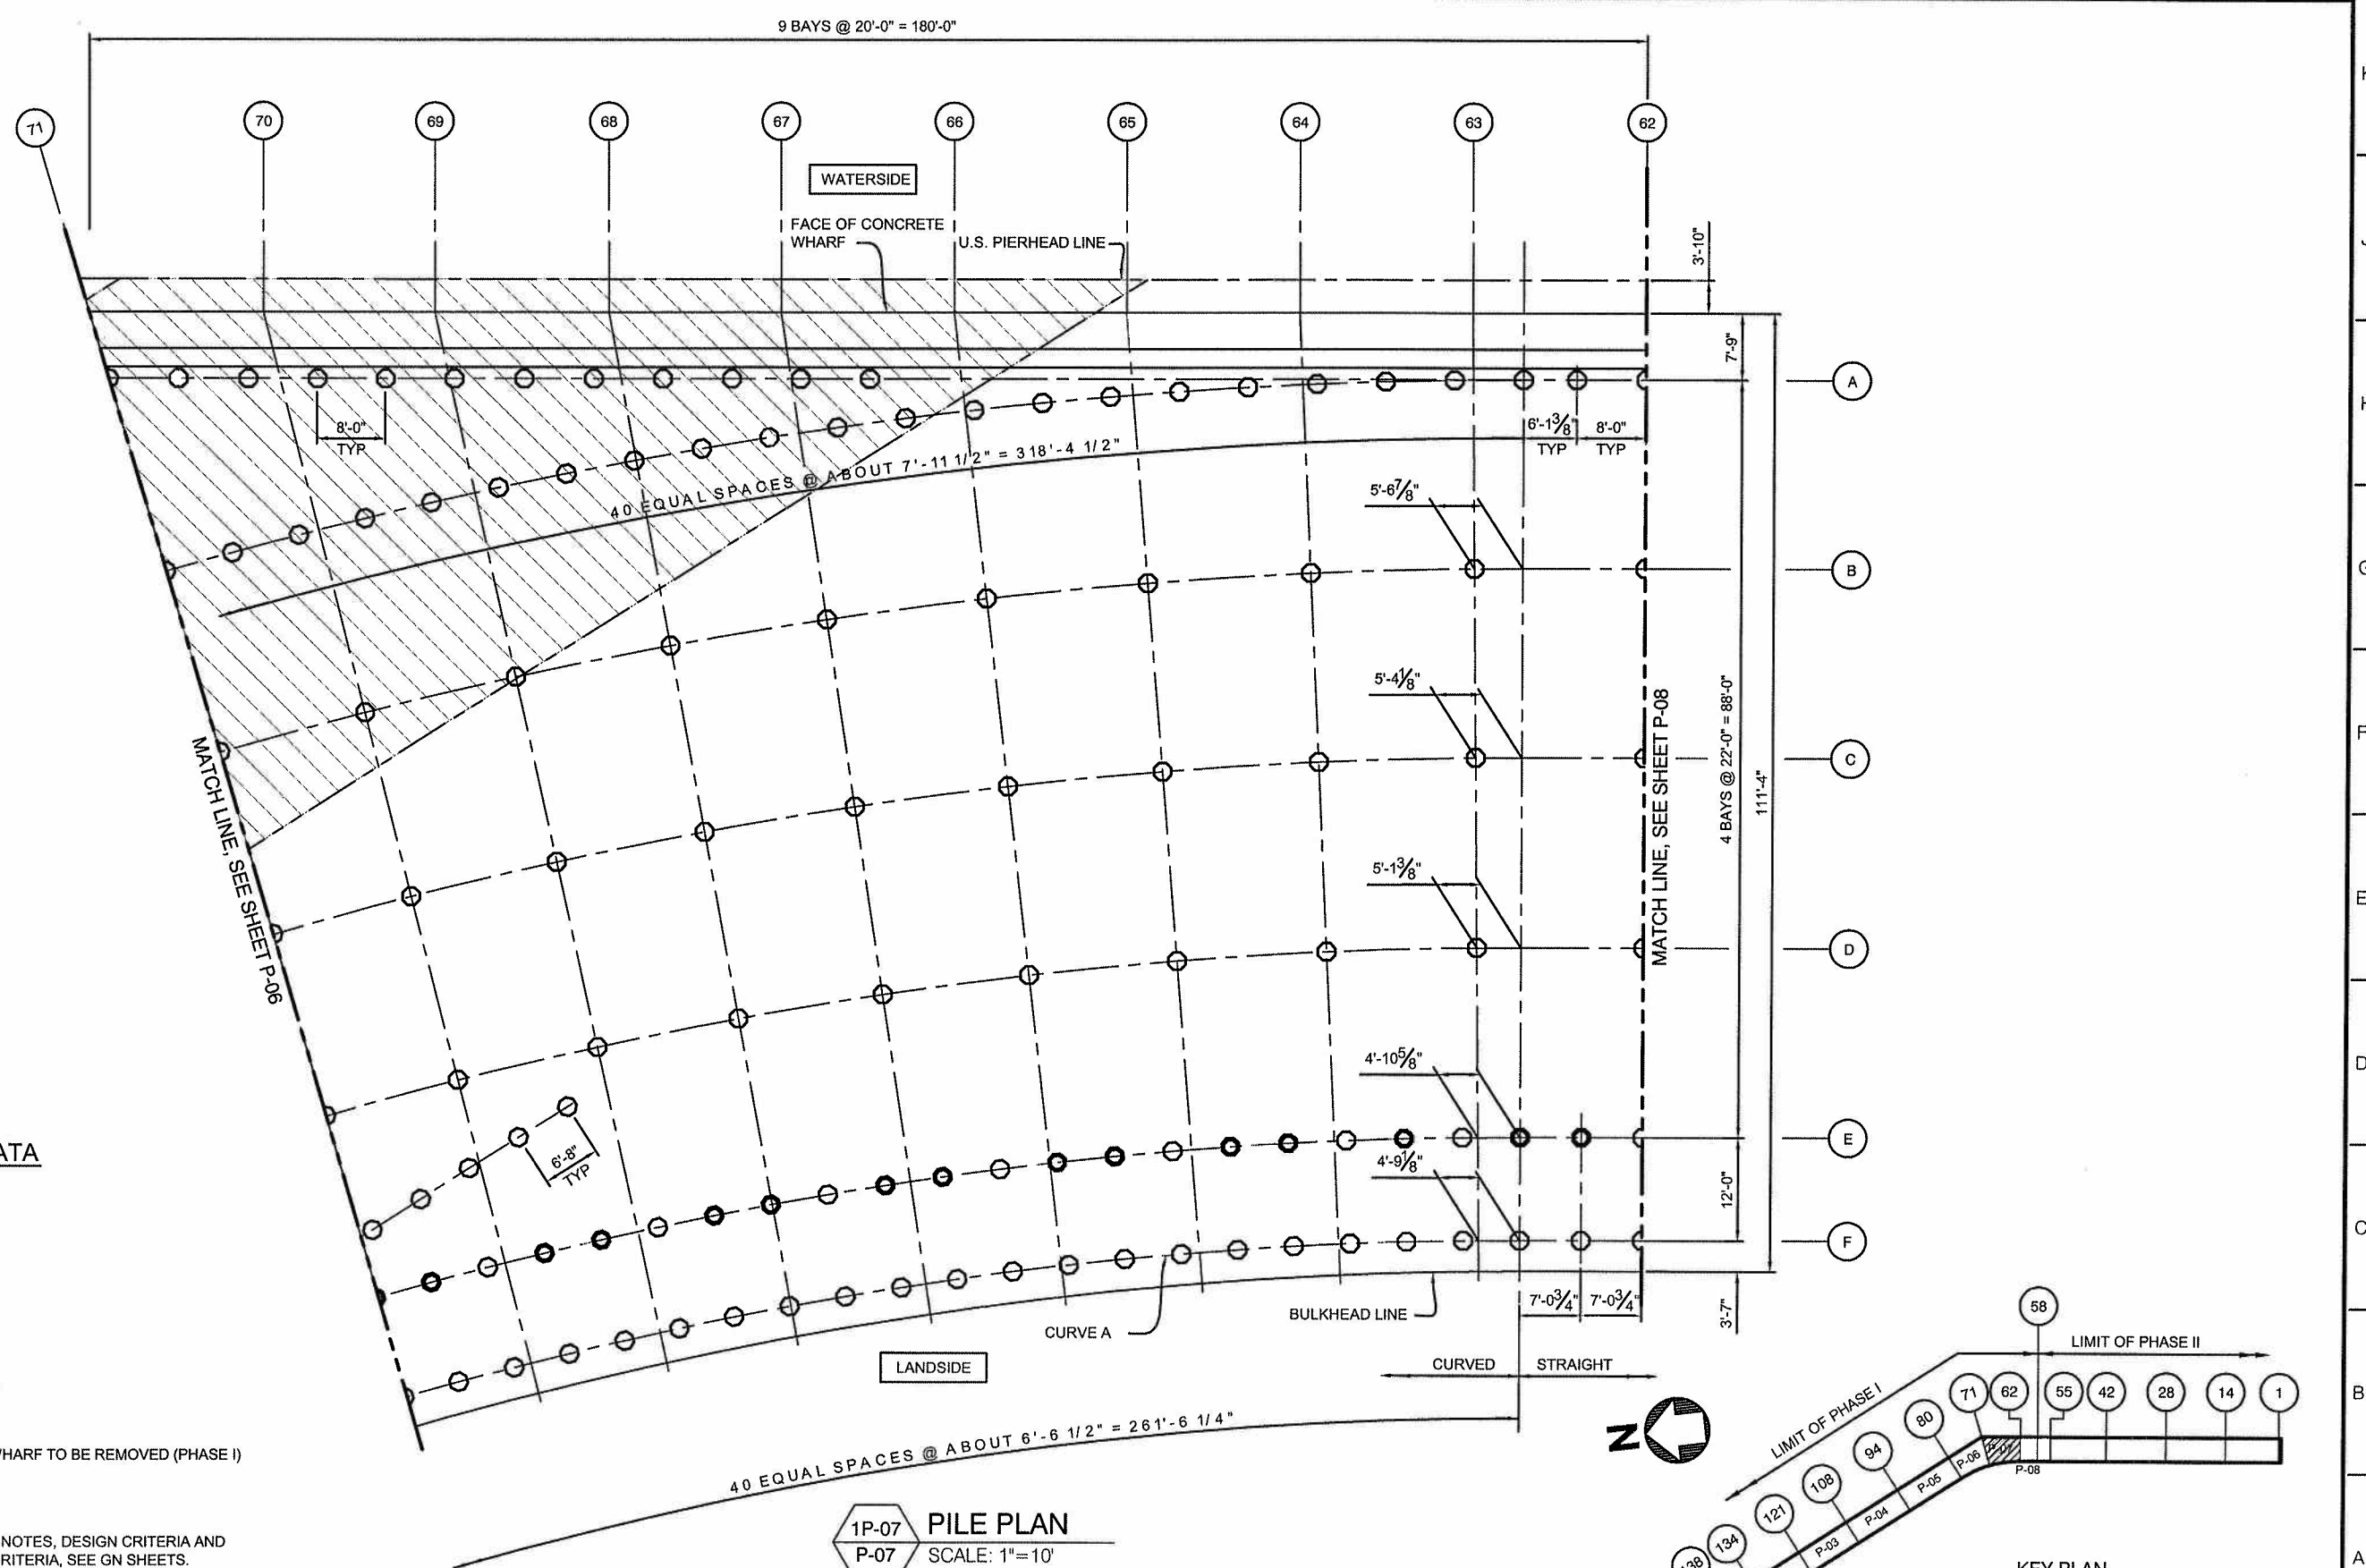 9 BAYS @ 20'-0" = 180'-0"
71
70
69
68
67
66
65
64
63
62
WATERSIDE
FACE OF CONCRETE
WHARF
U.S. PIERHEAD LINE
3'-10"
7'-9"
A
8'-0"
TYP
6'-1 3/8"
TYP
8'-0"
TYP
40 EQUAL SPACES @ ABOUT 7'-11 1/2" = 318'-4 1/2"
5'-6 7/8"
B
5'-4 1/8"
C
MATCH LINE, SEE SHEET P-06
MATCH LINE, SEE SHEET P-08
4 BAYS @ 22'-0" = 88'-0"
111'-4"
5'-1 3/8"
D
4'-10 5/8"
E
6'-8"
TYP
4'-9 1/8"
12'-0"
F
ATA
BULKHEAD LINE
7'-0 3/4"
7'-0 3/4"
3'-7"
CURVE A
LANDSIDE
CURVED
STRAIGHT
N
40 EQUAL SPACES @ ABOUT 6'-6 1/2" = 261'-6 1/4"
HARF TO BE REMOVED (PHASE I)
NOTES, DESIGN CRITERIA AND
RITERIA, SEE GN SHEETS.
1P-07
P-07
PILE PLAN
SCALE: 1"=10'
58
LIMIT OF PHASE II
LIMIT OF PHASE I
71
62
55
42
28
14
1
80
94
108
121
134
138
P-08
P-07
P-06
P-05
P-04
P-03
KEY PLAN
G
F
E
D
C
B
A